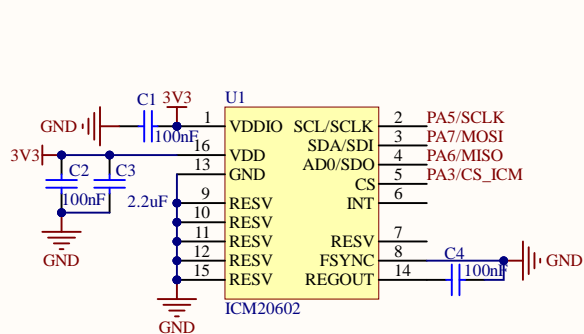 C1 3V3 U1
GND 100nF 1 VDDIO SCL/SCLK 2 PA5/SCLK
SDA/SDI 3 PA7/MOSI
3V3 16 VDD AD0/SDO 4 PA6/MISO
C2 C3 13 GND CS 5 PA3/CS_ICM
100nF 2.2uF 9 RESV INT 6
10 RESV
11 RESV RESV 7
GND 12 RESV FSYNC 8 C4 GND
15 RESV REGOUT 14 100nF
ICM20602
GND